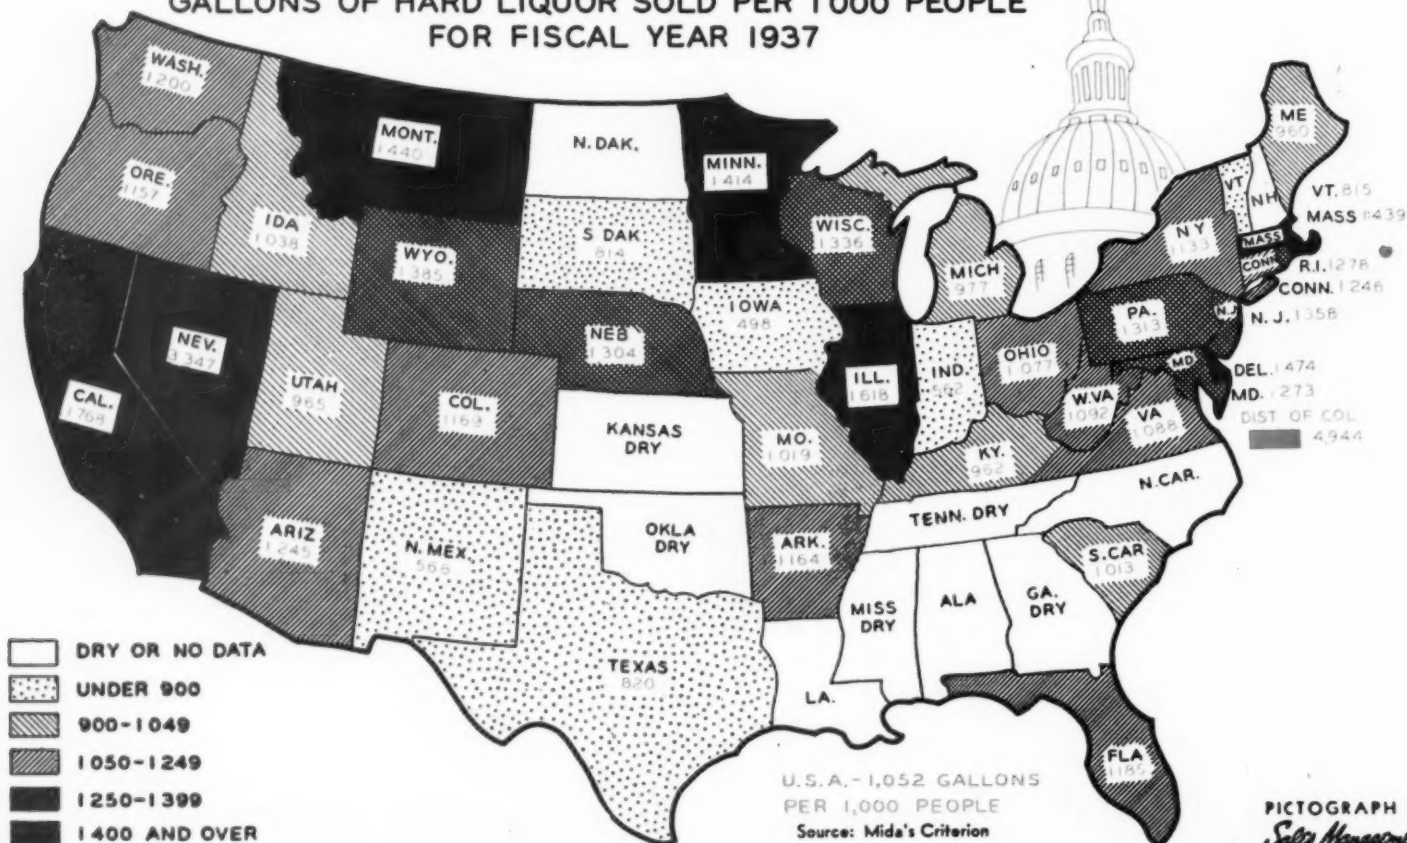 GALLONS OF HARD LIQUOR SOLD PER 1000 PEOPLE
FOR FISCAL YEAR 1937
WASH.
1200
MONT.
1440
N. DAK.
MINN.
1414
ME
960
ORE.
1157
IDA
1038
WYO.
1385
S DAK
814
WISC.
1336
MICH
977
NY
1133
VT
NH
VT. 815
MASS 1439
MASS
CONN
R.I. 1278
CONN. 1246
NEV.
3347
CAL.
1768
UTAH
965
COL.
1169
NEB
1304
IOWA
498
ILL.
1618
IND.
562
OHIO
1077
PA.
1313
N.J.
N. J. 1358
MD.
DEL. 1474
MD. 1273
DIST OF COL
4,944
W.VA
1092
VA
1088
KANSAS
DRY
MO.
1019
KY.
962
N.CAR.
TENN. DRY
ARIZ
1245
N. MEX.
566
OKLA
DRY
ARK.
1164
S.CAR
1013
MISS
DRY
ALA
GA.
DRY
TEXAS
820
LA.
FLA
1185
DRY OR NO DATA
UNDER 900
900-1049
1050-1249
1250-1399
1400 AND OVER
U.S.A.-1,052 GALLONS
PER 1,000 PEOPLE
Source: Mida's Criterion
PICTOGRAPH
Sales